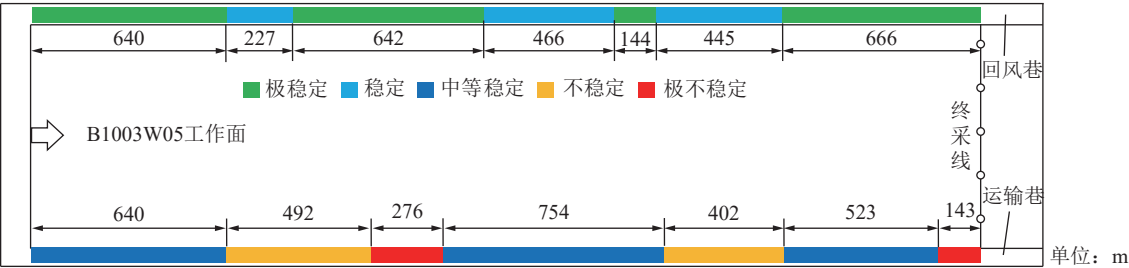 640 227 642 466 144 445 666
回风巷
极稳定 稳定 中等稳定 不稳定 极不稳定
终采线
B1003W05工作面
运输巷
640 492 276 754 402 523 143
单位：m